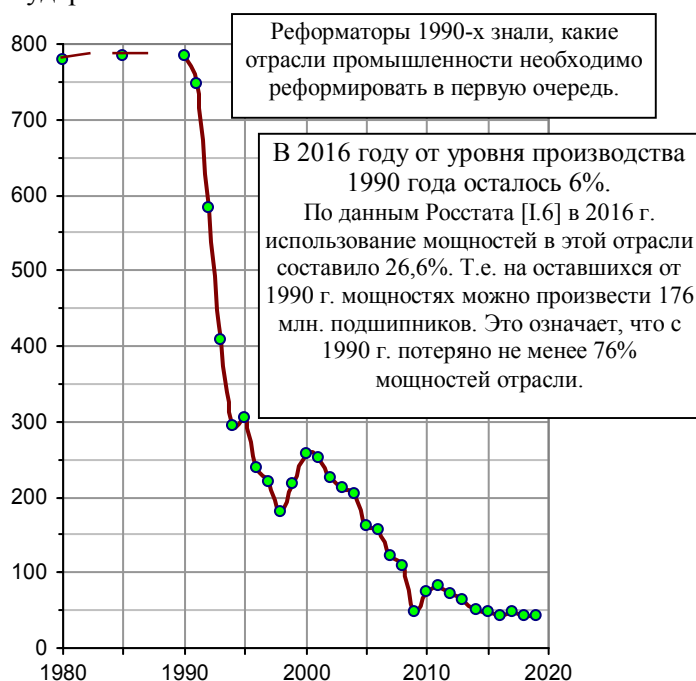 Реформаторы 1990-х знали, какие
отрасли промышленности необходимо
реформировать в первую очередь.
В 2016 году от уровня производства
1990 года осталось 6%.
По данным Росстата [I.6] в 2016 г.
использование мощностей в этой отрасли
составило 26,6%. Т.е. на оставшихся от
1990 г. мощностях можно произвести 176
млн. подшипников. Это означает, что с
1990 г. потеряно не менее 76%
мощностей отрасли.
800
700
600
500
400
300
200
100
0
1980 1990 2000 2010 2020